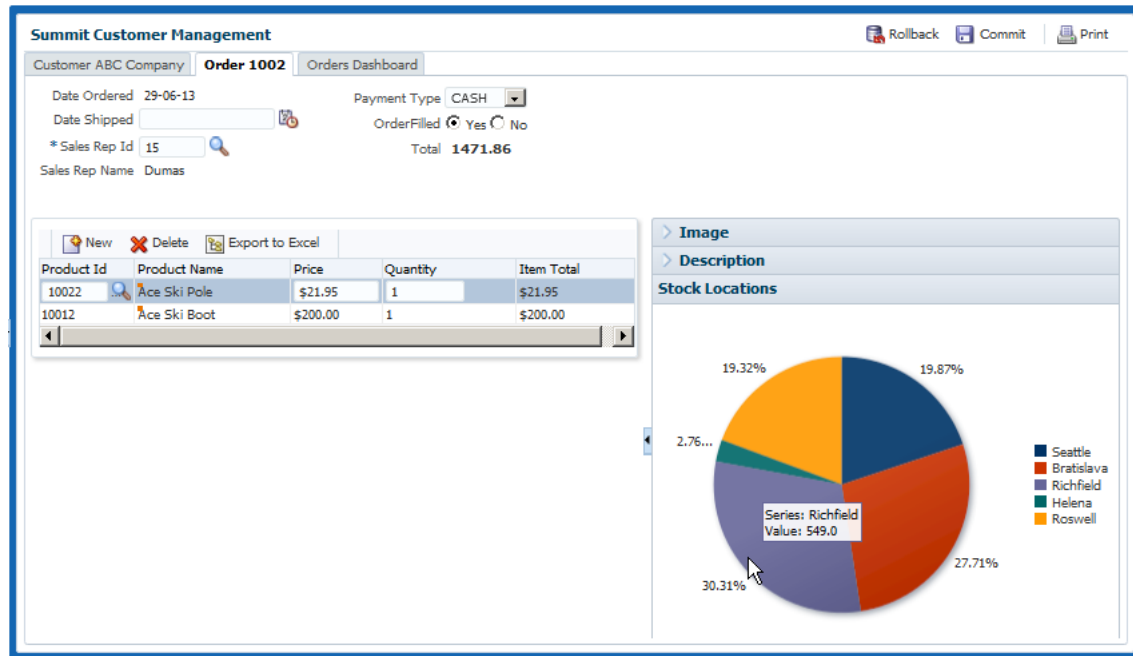 Summit Customer Management
Rollback Commit Print
Customer ABC Company Order 1002 Orders Dashboard
Date Ordered 29-06-13
Date Shipped
* Sales Rep Id 15
Sales Rep Name Dumas
Payment Type CASH
OrderFilled Yes No
Total 1471.86
New Delete Export to Excel
Product Id Product Name Price Quantity Item Total
10022 Ace Ski Pole $21.95 1 $21.95
10012 Ace Ski Boot $200.00 1 $200.00
Image
Description
Stock Locations
19.32% 19.87%
2.76...
Series: Richfield
Value: 549.0
27.71%
30.31%
Seattle
Bratislava
Richfield
Helena
Roswell